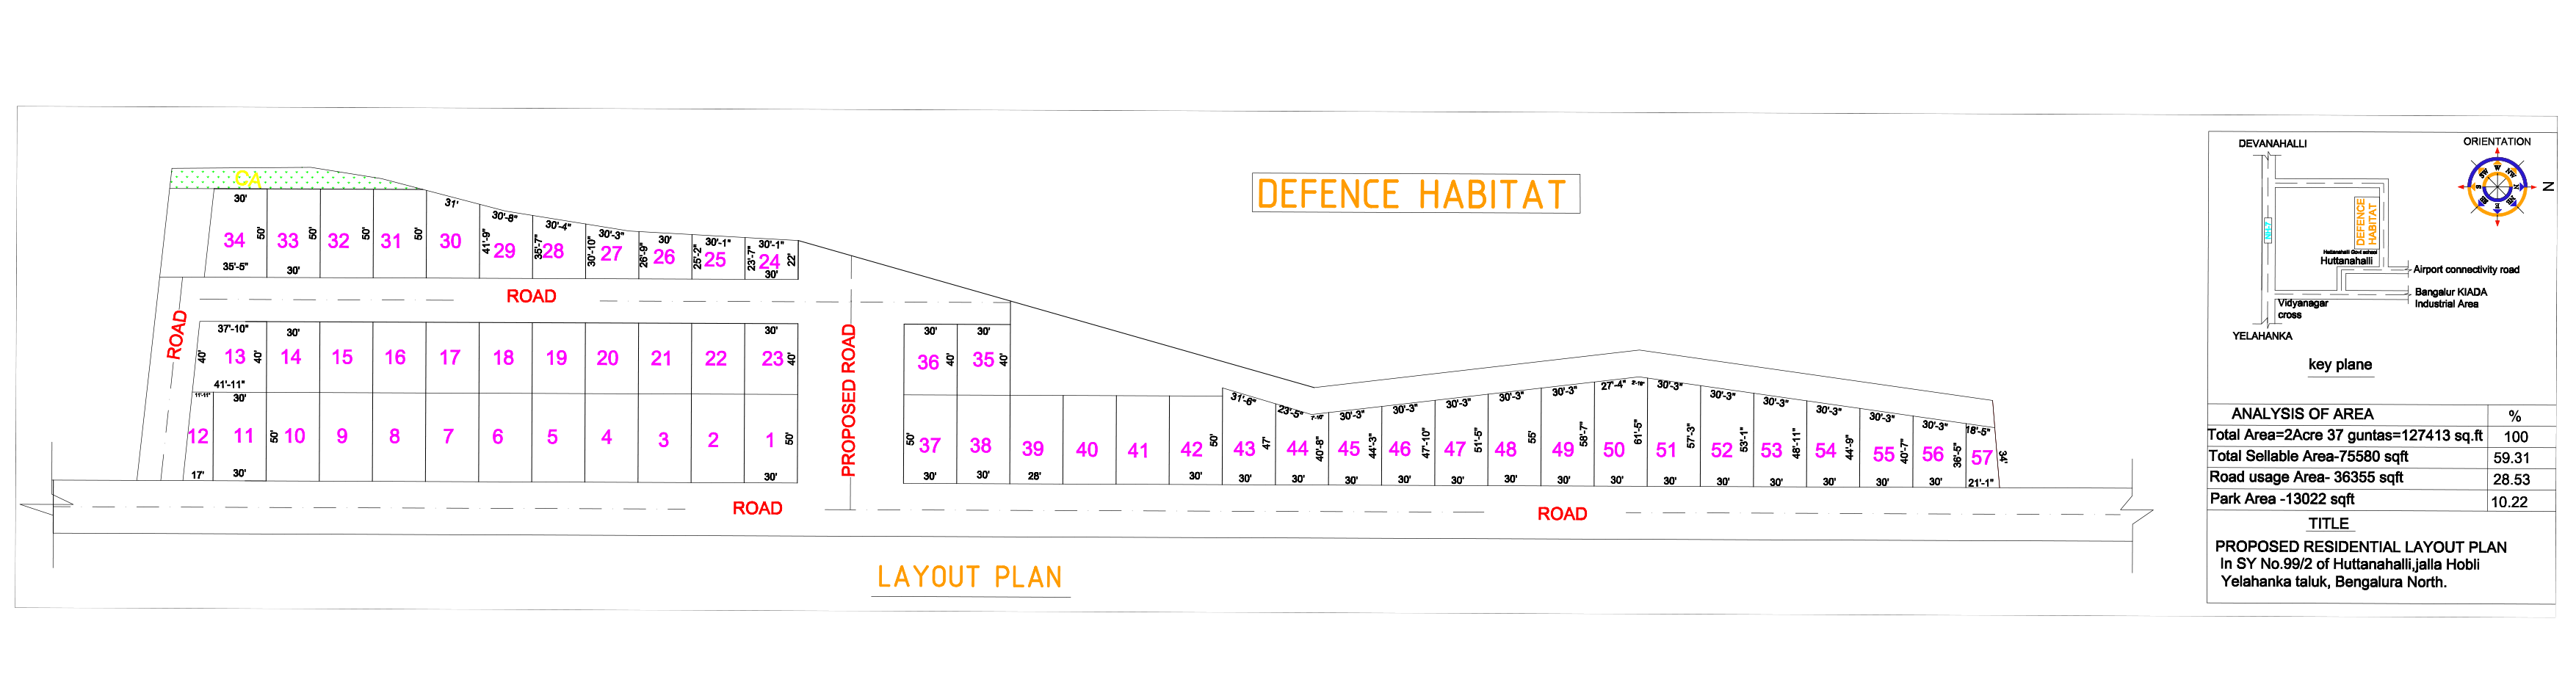 DEFENCE HABITAT
CA
30' 31' 30'-8" 30'-4" 30'-3" 30' 30'-1" 30'-1"
34 50' 33 50' 32 50' 31 50' 30 41'-9" 29 35'-7" 28 30'-10" 27 26'-9" 26 25'-2" 25 23'-7" 24 22'
35'-5" 30' 30'
ROAD
ROAD
PROPOSED ROAD
37'-10" 30' 30' 30' 30'
40' 13 40' 14 15 16 17 18 19 20 21 22 23 40' 36 40' 35 40'
41'-11"
11'-11" 30'
12 11 50' 10 9 8 7 6 5 4 3 2 1 50'
17' 30' 30'
31'-6" 23'-5" 30'-3" 30'-3" 30'-3" 30'-3" 30'-3" 27'-4" 30'-3" 30'-3" 30'-3" 30'-3" 30'-3" 30'-3" 18'-5"
50' 37 38 39 40 41 42 50' 43 47' 44 40'-8" 45 44'-3" 46 47'-10" 47 51'-5" 48 55' 49 58'-7" 50 61'-5" 51 57'-3" 52 53'-1" 53 48'-11" 54 44'-9" 55 40'-7" 56 36'-5" 57 34'
30' 30' 28' 30' 30' 30' 30' 30' 30' 30' 30' 30' 30' 30' 30' 30' 30' 30' 21'-1"
ROAD
ROAD
LAYOUT PLAN
DEVANAHALLI
ORIENTATION
W
NW
N
NE
E
SE
S
SW
N
NH-7
DEFENCE
HABITAT
Huttanahalli Govt school
Huttanahalli
Airport connectivity road
Bangalur KIADA
Industrial Area
Vidyanagar
cross
YELAHANKA
key plane
ANALYSIS OF AREA %
Total Area=2Acre 37 guntas=127413 sq.ft 100
Total Sellable Area-75580 sqft 59.31
Road usage Area- 36355 sqft 28.53
Park Area -13022 sqft 10.22
TITLE
PROPOSED RESIDENTIAL LAYOUT PLAN
In SY No.99/2 of Huttanahalli,jalla Hobli
Yelahanka taluk, Bengalura North.